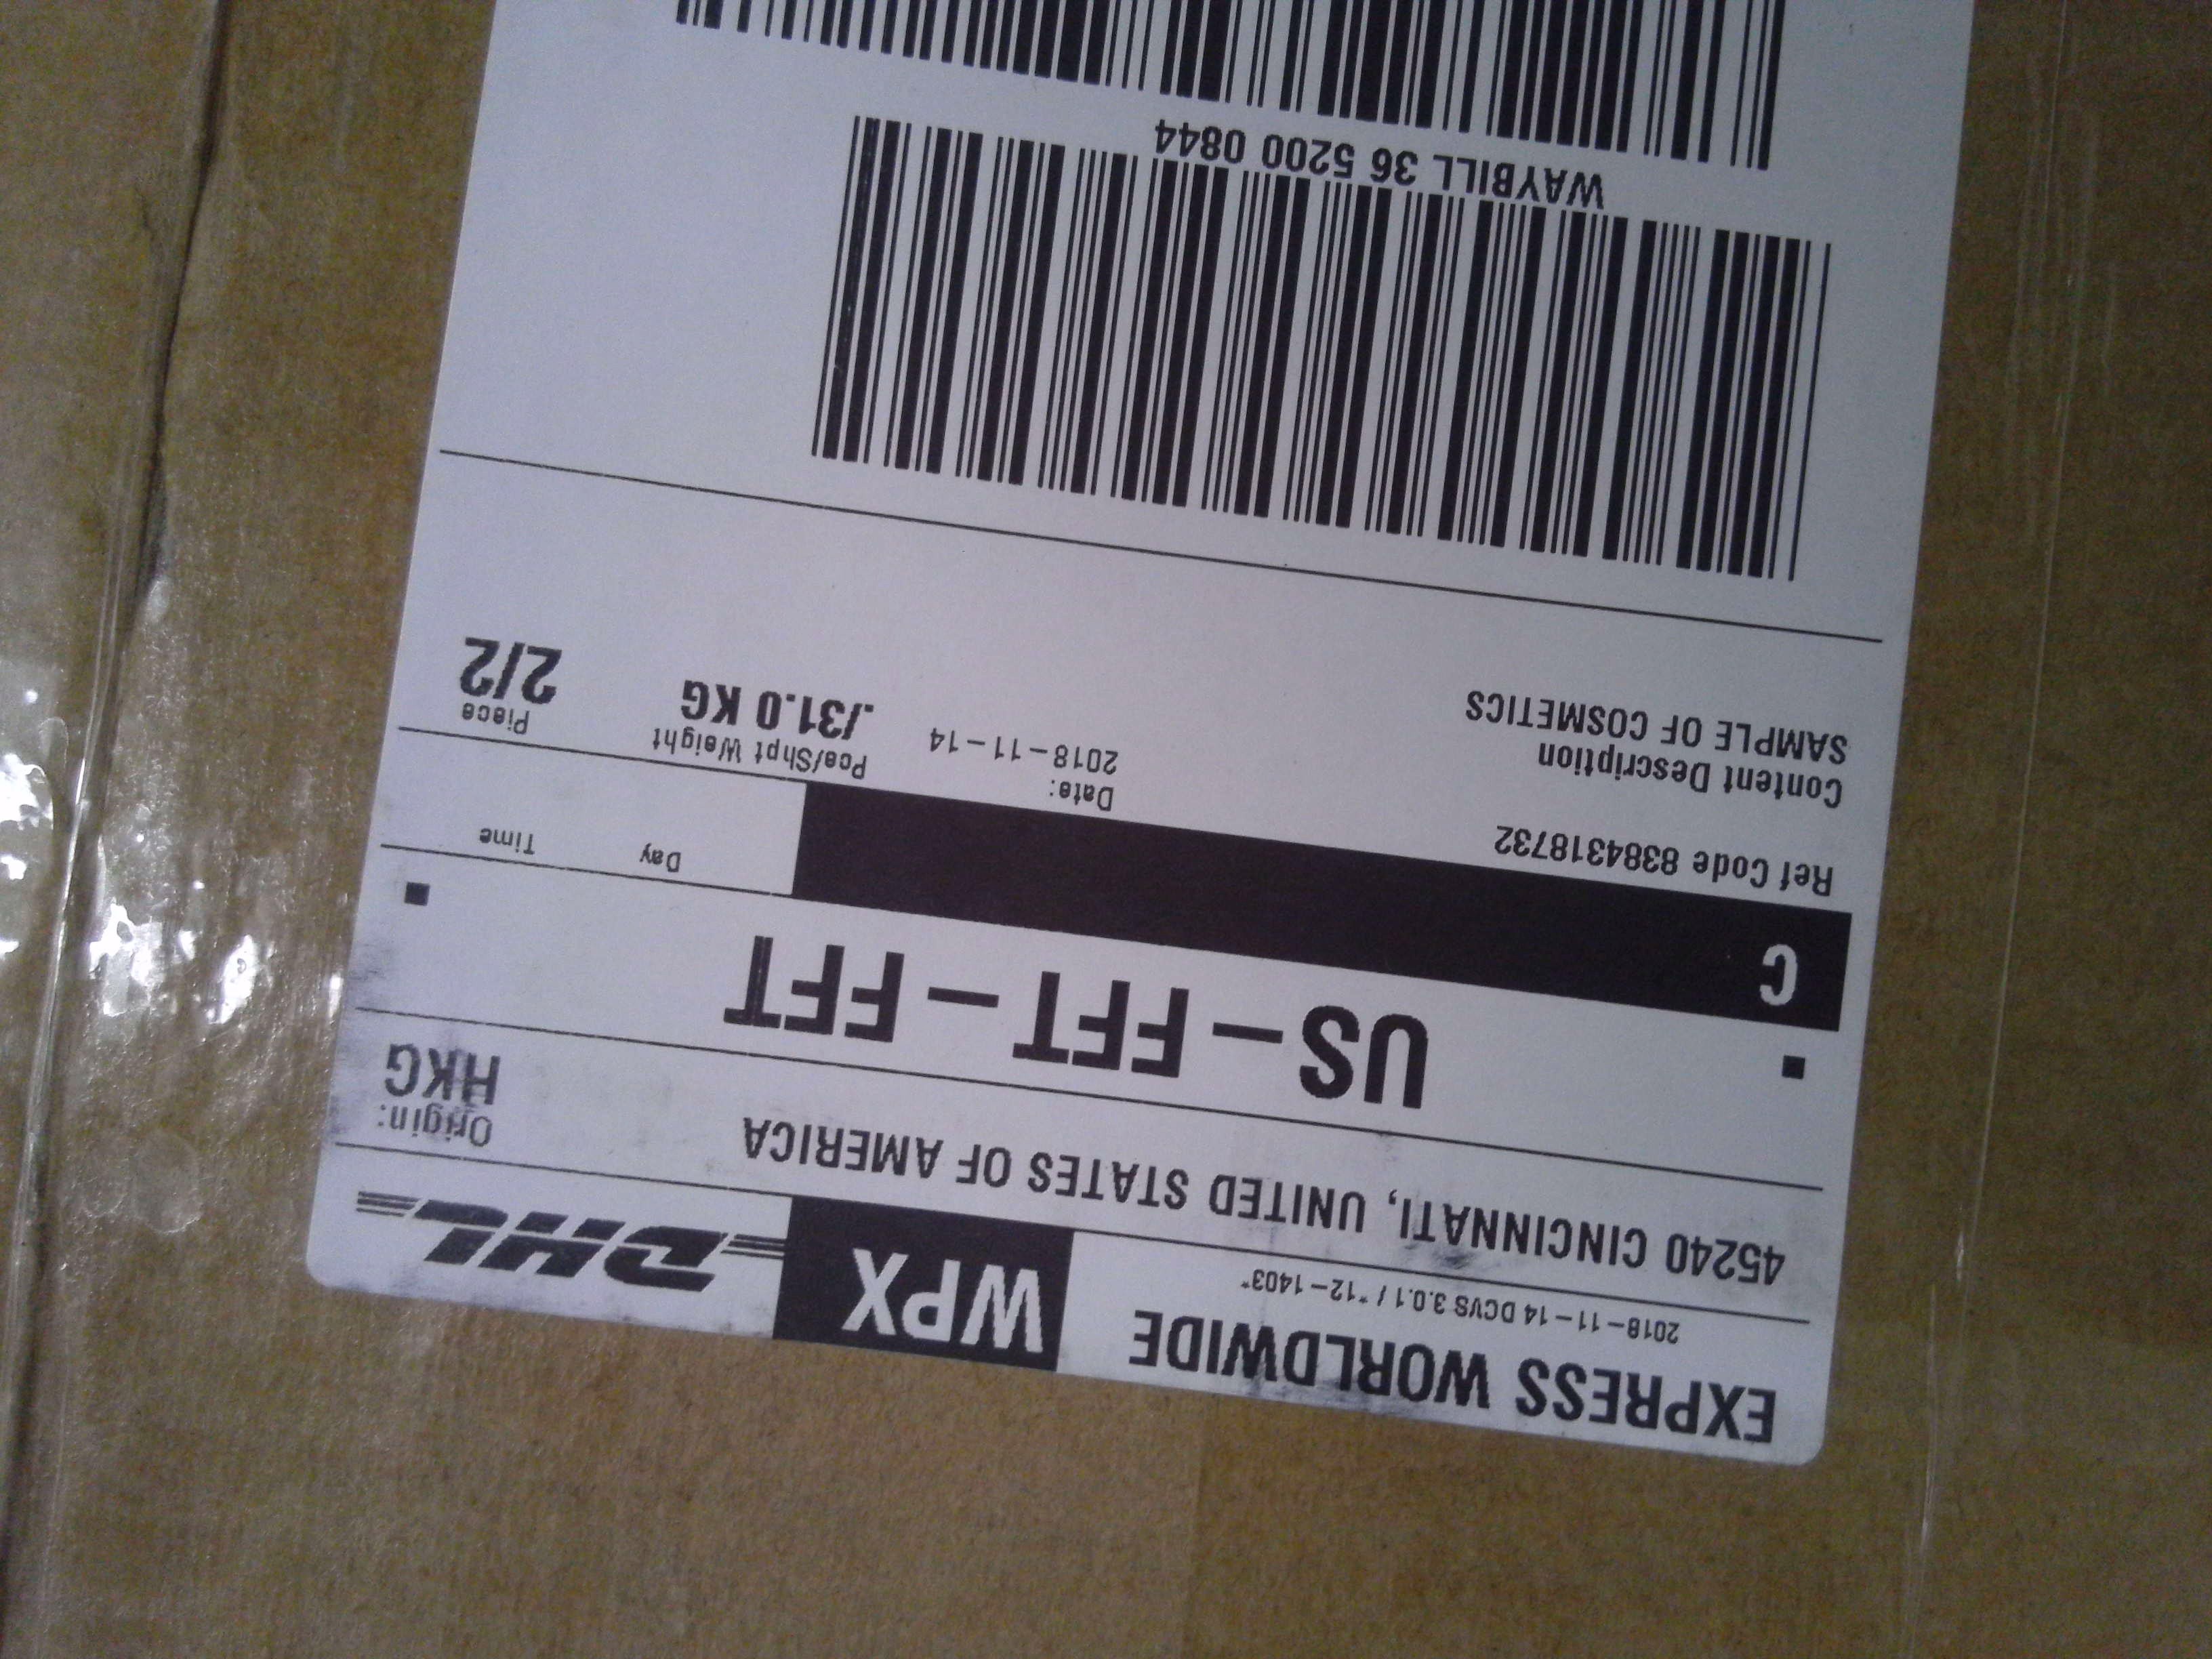 EXPRESS WORLDWIDE
WPX
DHL
2018-11-14 DCVS 3.0.1 / *12-1403*
45240 CINCINNATI, UNITED STATES OF AMERICA
Origin:
HKG
US-FFT-FFT
C
Day
Time
Ref Code 8384318732
Date:
2018-11-14
Pce/Shpt Weight
./31.0 KG
Piece
2/2
Content Description
SAMPLE OF COSMETICS
WAYBILL 36 5200 0844